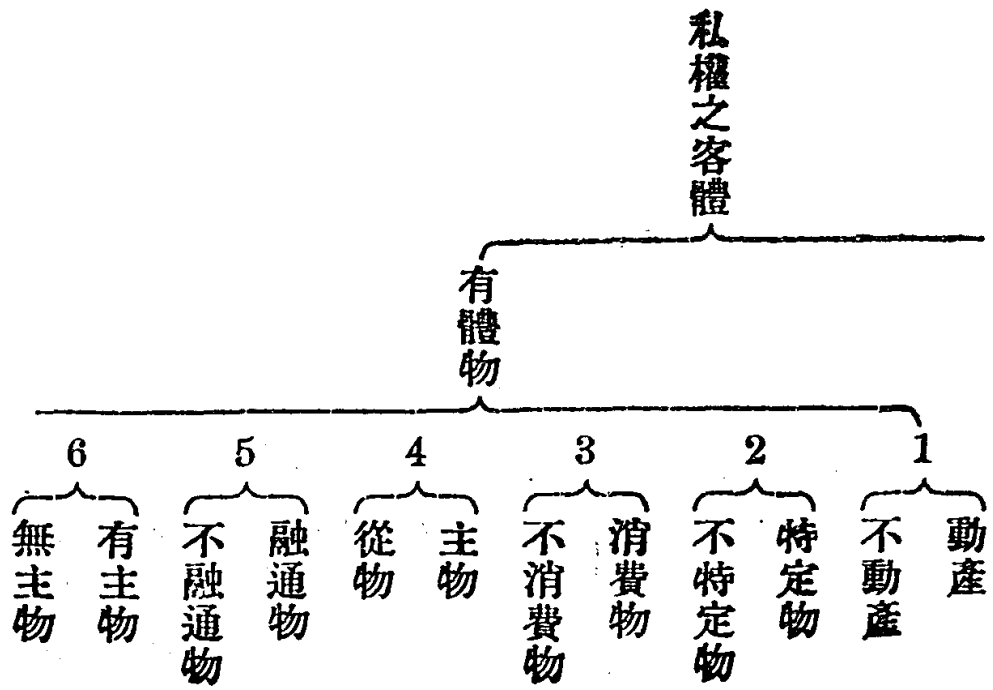 私權之客體
有體物
1
動產
不動產
2
特定物
不特定物
3
消費物
不消費物
4
主物
從物
5
融通物
不融通物
6
有主物
無主物